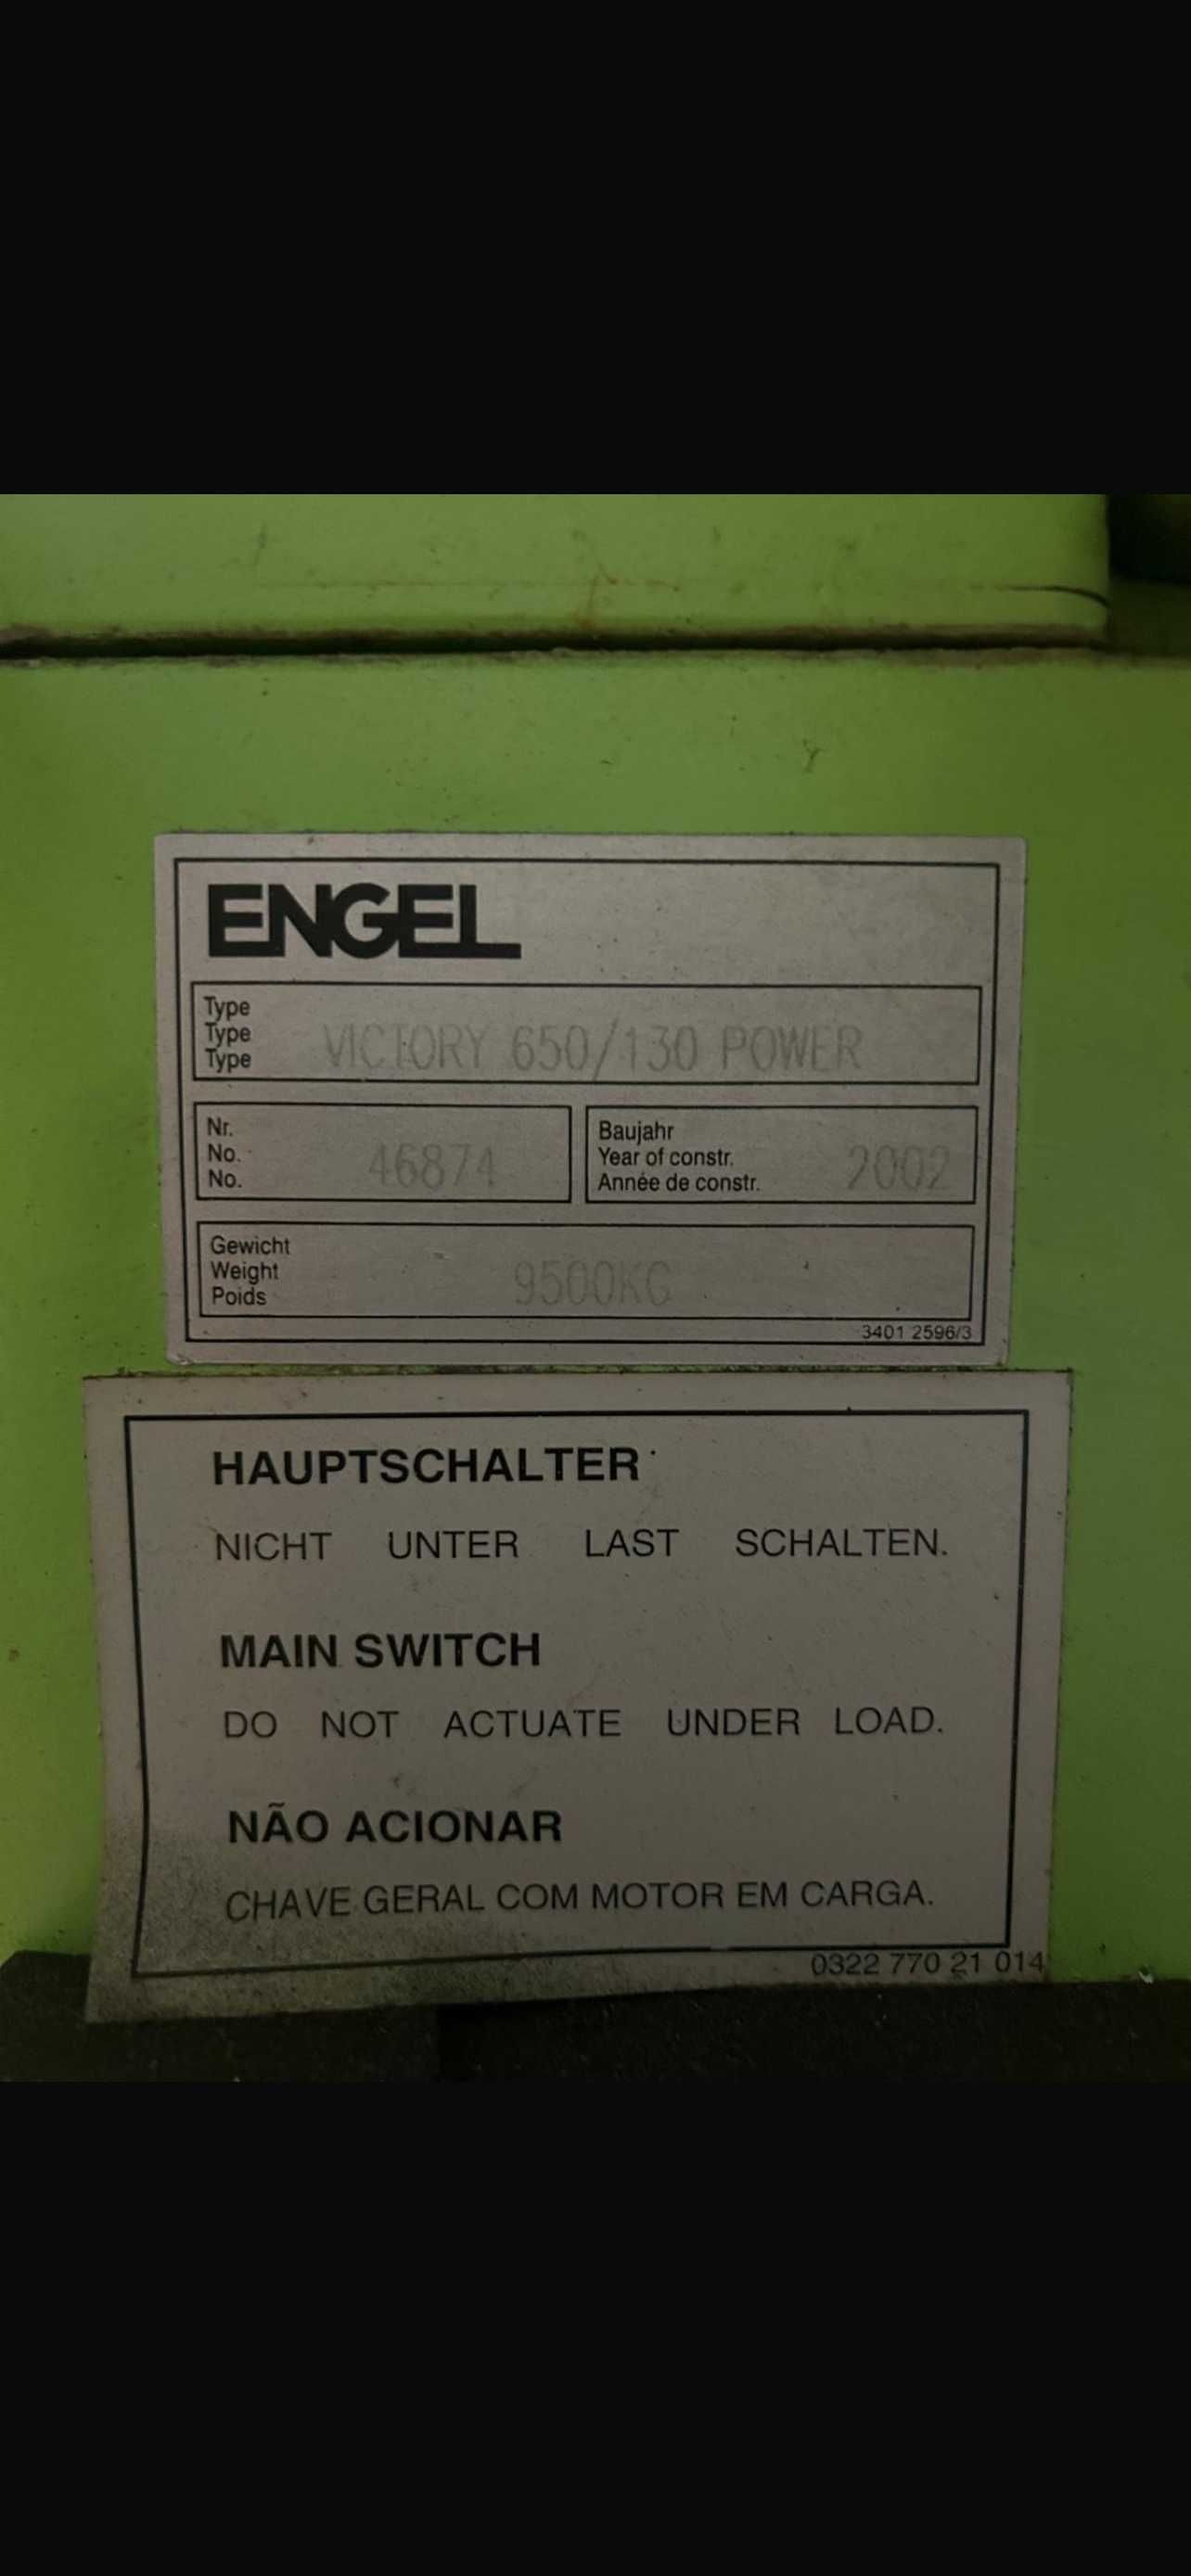 ENGEL
Type
Type
Type
VICTORY 650/130 POWER
Nr.
No.
No.
46874
Baujahr
Year of constr.
Année de constr.
2002
Gewicht
Weight
Poids
9500KG
3401 2596/3
HAUPTSCHALTER
NICHT UNTER LAST SCHALTEN.
MAIN SWITCH
DO NOT ACTUATE UNDER LOAD.
NÃO ACIONAR
CHAVE GERAL COM MOTOR EM CARGA.
0322 770 21 014